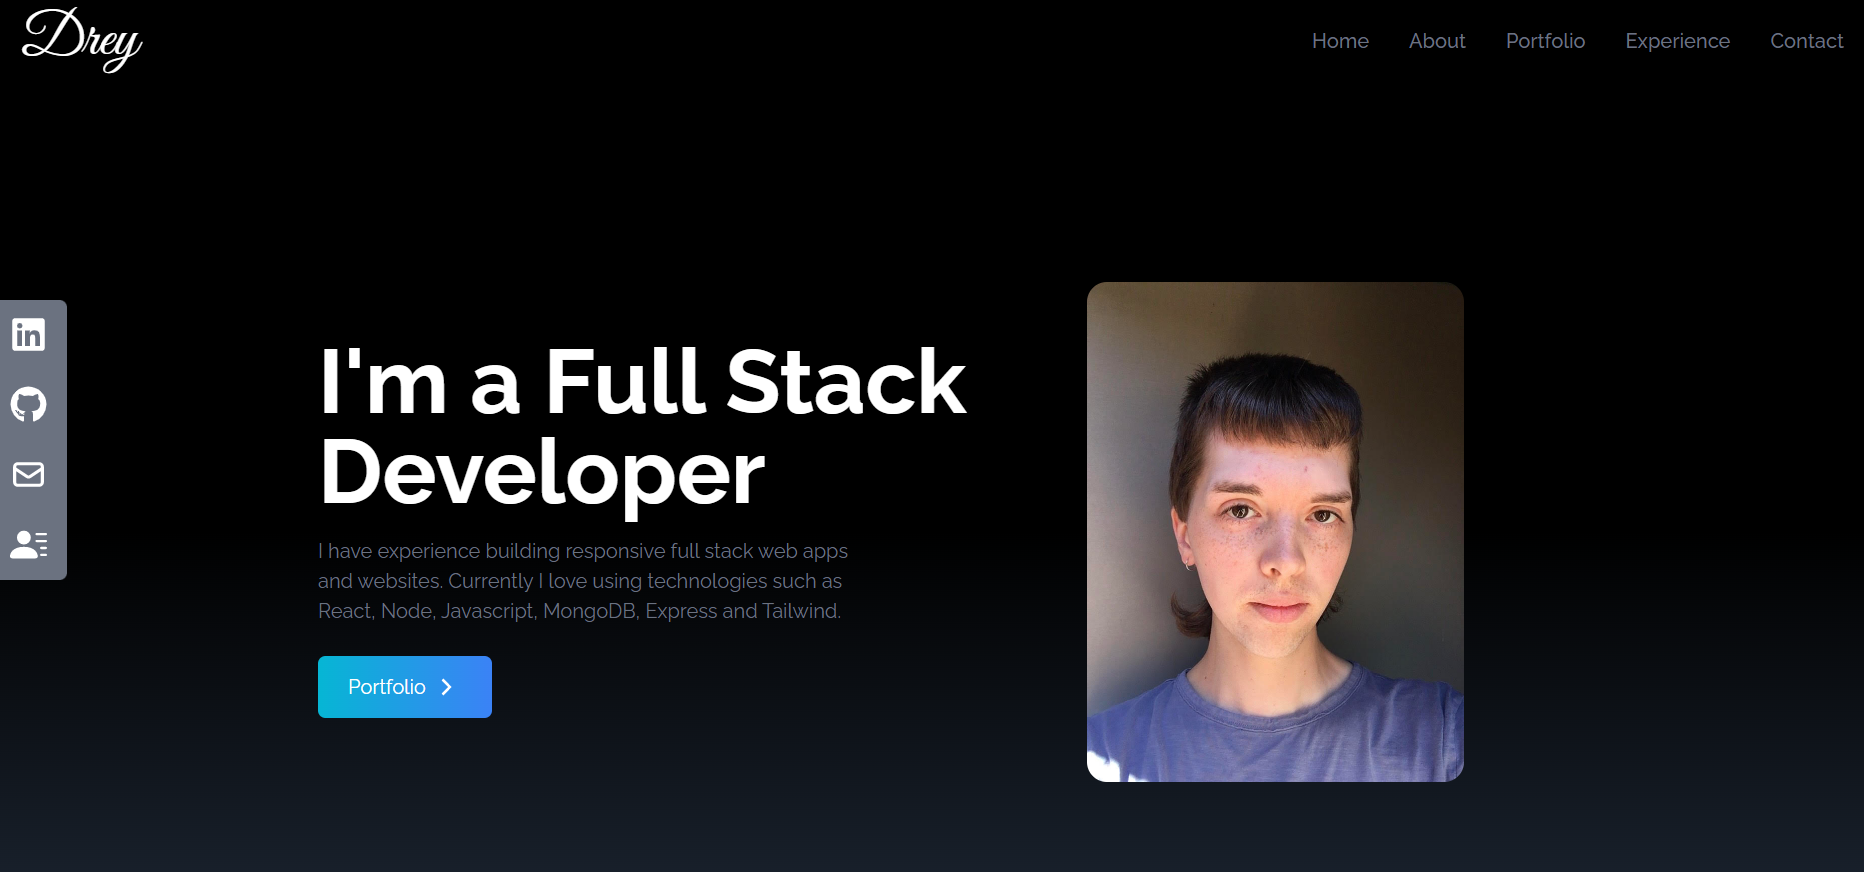 Drey
Home
About
Portfolio
Experience
Contact
in
I'm a Full Stack
Developer
I have experience building responsive full stack web apps
and websites. Currently I love using technologies such as
React, Node, Javascript, MongoDB, Express and Tailwind.
Portfolio